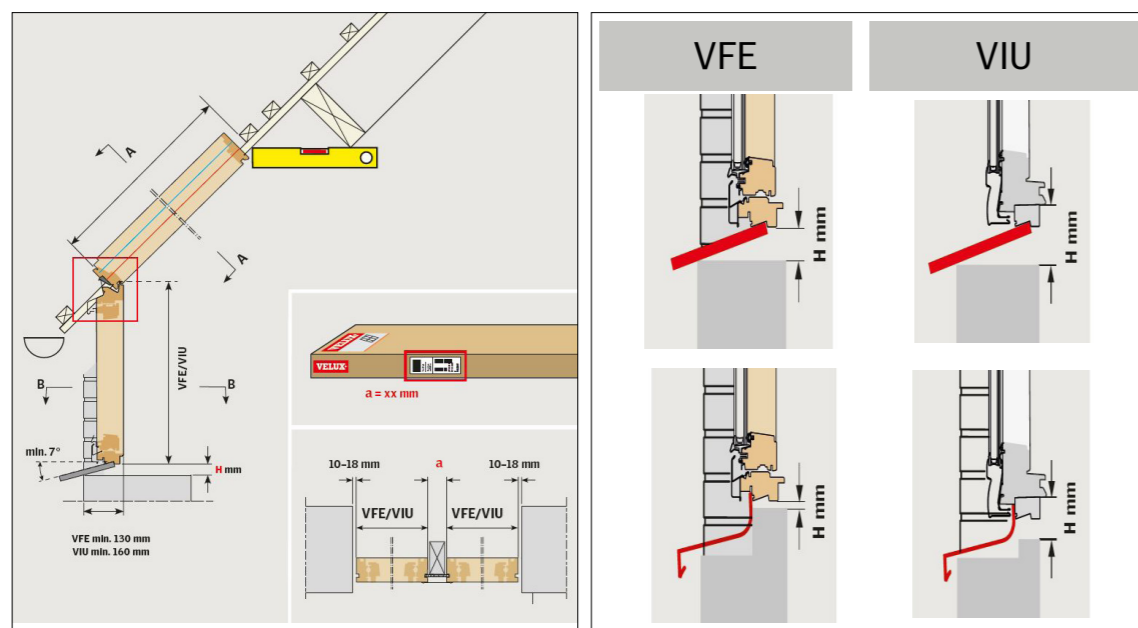 A
A
VFE/VIU
B
B
min. 7°
H mm
VFE min. 130 mm
VIU min. 160 mm
VELUX
a = xx mm
10–18 mm
a
10–18 mm
VFE/VIU
VFE/VIU
VFE
VIU
H mm
H mm
H mm
H mm